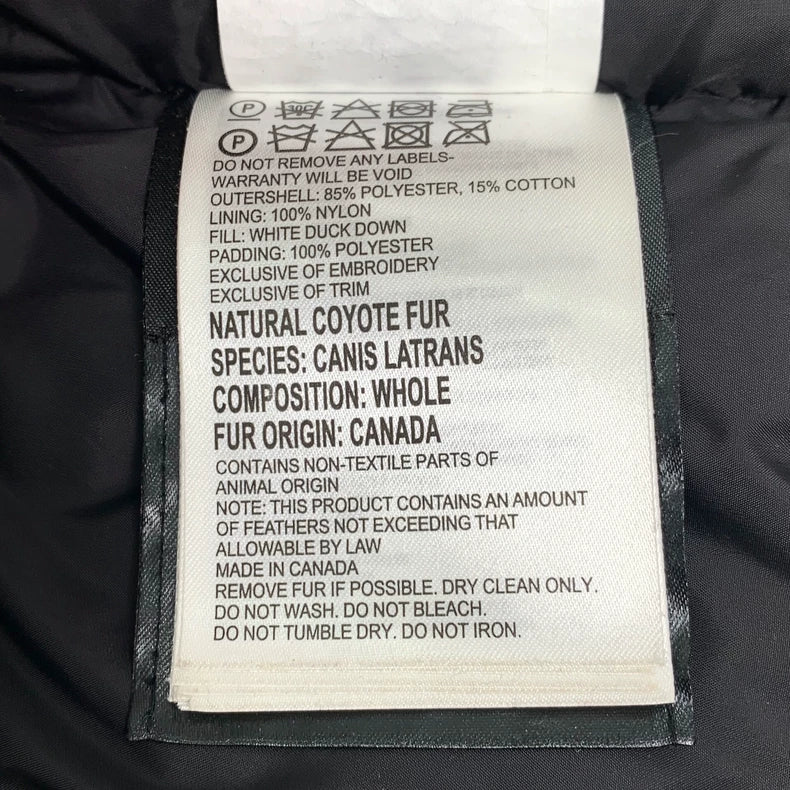 P 30C
P
DO NOT REMOVE ANY LABELS-
WARRANTY WILL BE VOID
OUTERSHELL: 85% POLYESTER, 15% COTTON
LINING: 100% NYLON
FILL: WHITE DUCK DOWN
PADDING: 100% POLYESTER
EXCLUSIVE OF EMBROIDERY
EXCLUSIVE OF TRIM
NATURAL COYOTE FUR
SPECIES: CANIS LATRANS
COMPOSITION: WHOLE
FUR ORIGIN: CANADA
CONTAINS NON-TEXTILE PARTS OF
ANIMAL ORIGIN
NOTE: THIS PRODUCT CONTAINS AN AMOUNT
OF FEATHERS NOT EXCEEDING THAT
ALLOWABLE BY LAW
MADE IN CANADA
REMOVE FUR IF POSSIBLE. DRY CLEAN ONLY.
DO NOT WASH. DO NOT BLEACH.
DO NOT TUMBLE DRY. DO NOT IRON.